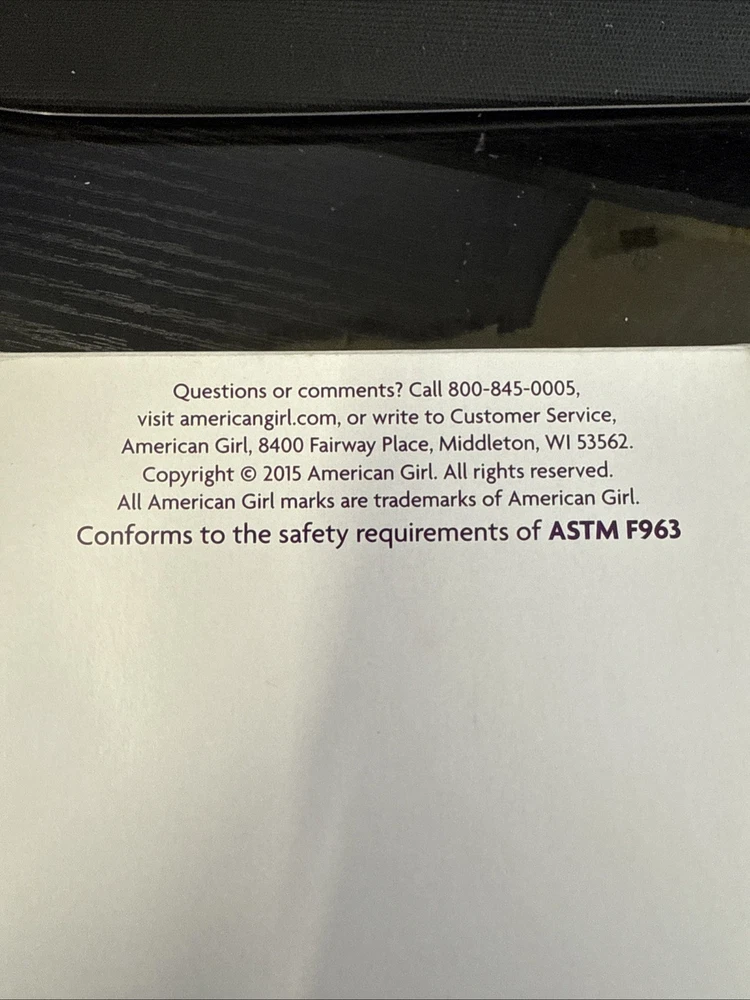 Questions or comments? Call 800-845-0005,
visit americangirl.com, or write to Customer Service,
American Girl, 8400 Fairway Place, Middleton, WI 53562.
Copyright © 2015 American Girl. All rights reserved.
All American Girl marks are trademarks of American Girl.
Conforms to the safety requirements of ASTM F963